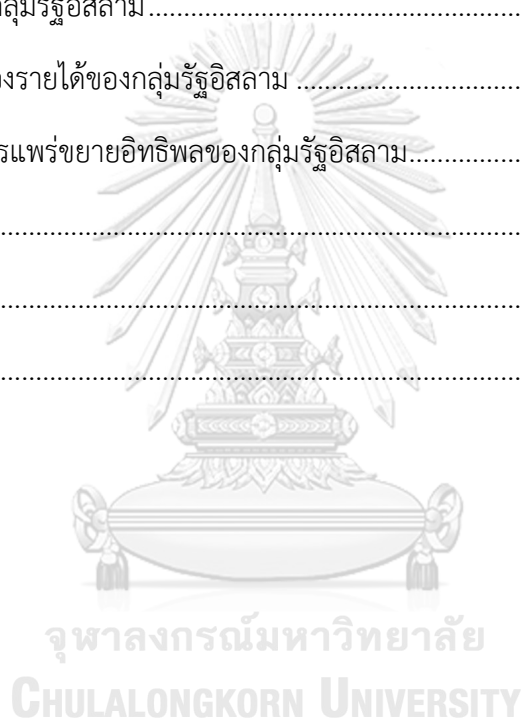 กลุ่มรัฐอิสลาม........................................................
องรายได้ของกลุ่มรัฐอิสลาม ..................................
รแพร่ขยายอิทธิพลของกลุ่มรัฐอิสลาม.................
...............................................................................
...............................................................................
...............................................................................
จุฬาลงกรณ์มหาวิทยาลัย
CHULALONGKORN UNIVERSITY